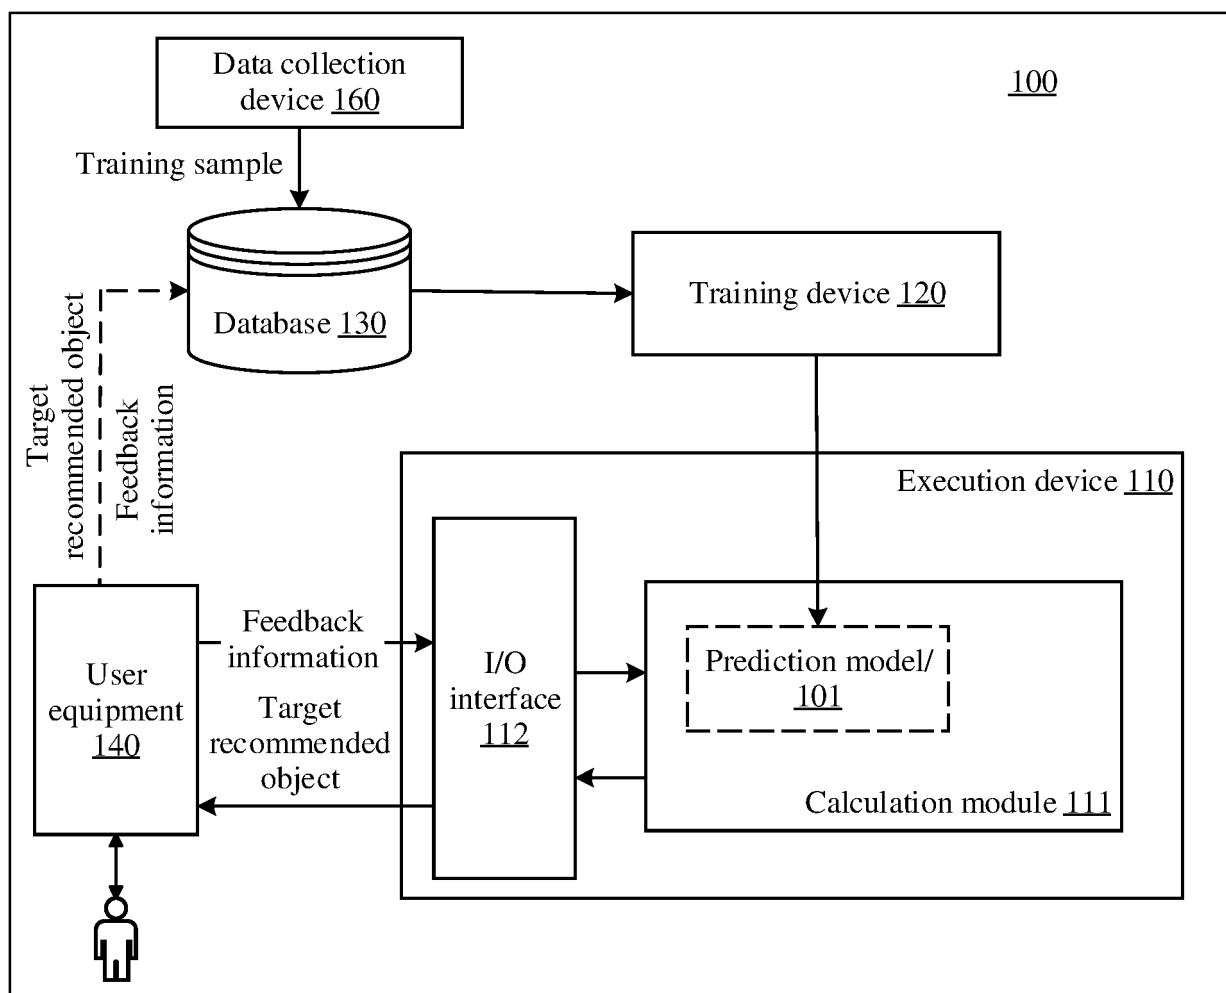 Data collection
device 160
100
Training sample
Database 130
Training device 120
Target
recommended object
Feedback
information
Execution device 110
User
equipment
140
Feedback
information
Target
recommended
object
I/O
interface
112
Prediction model/
101
Calculation module 111